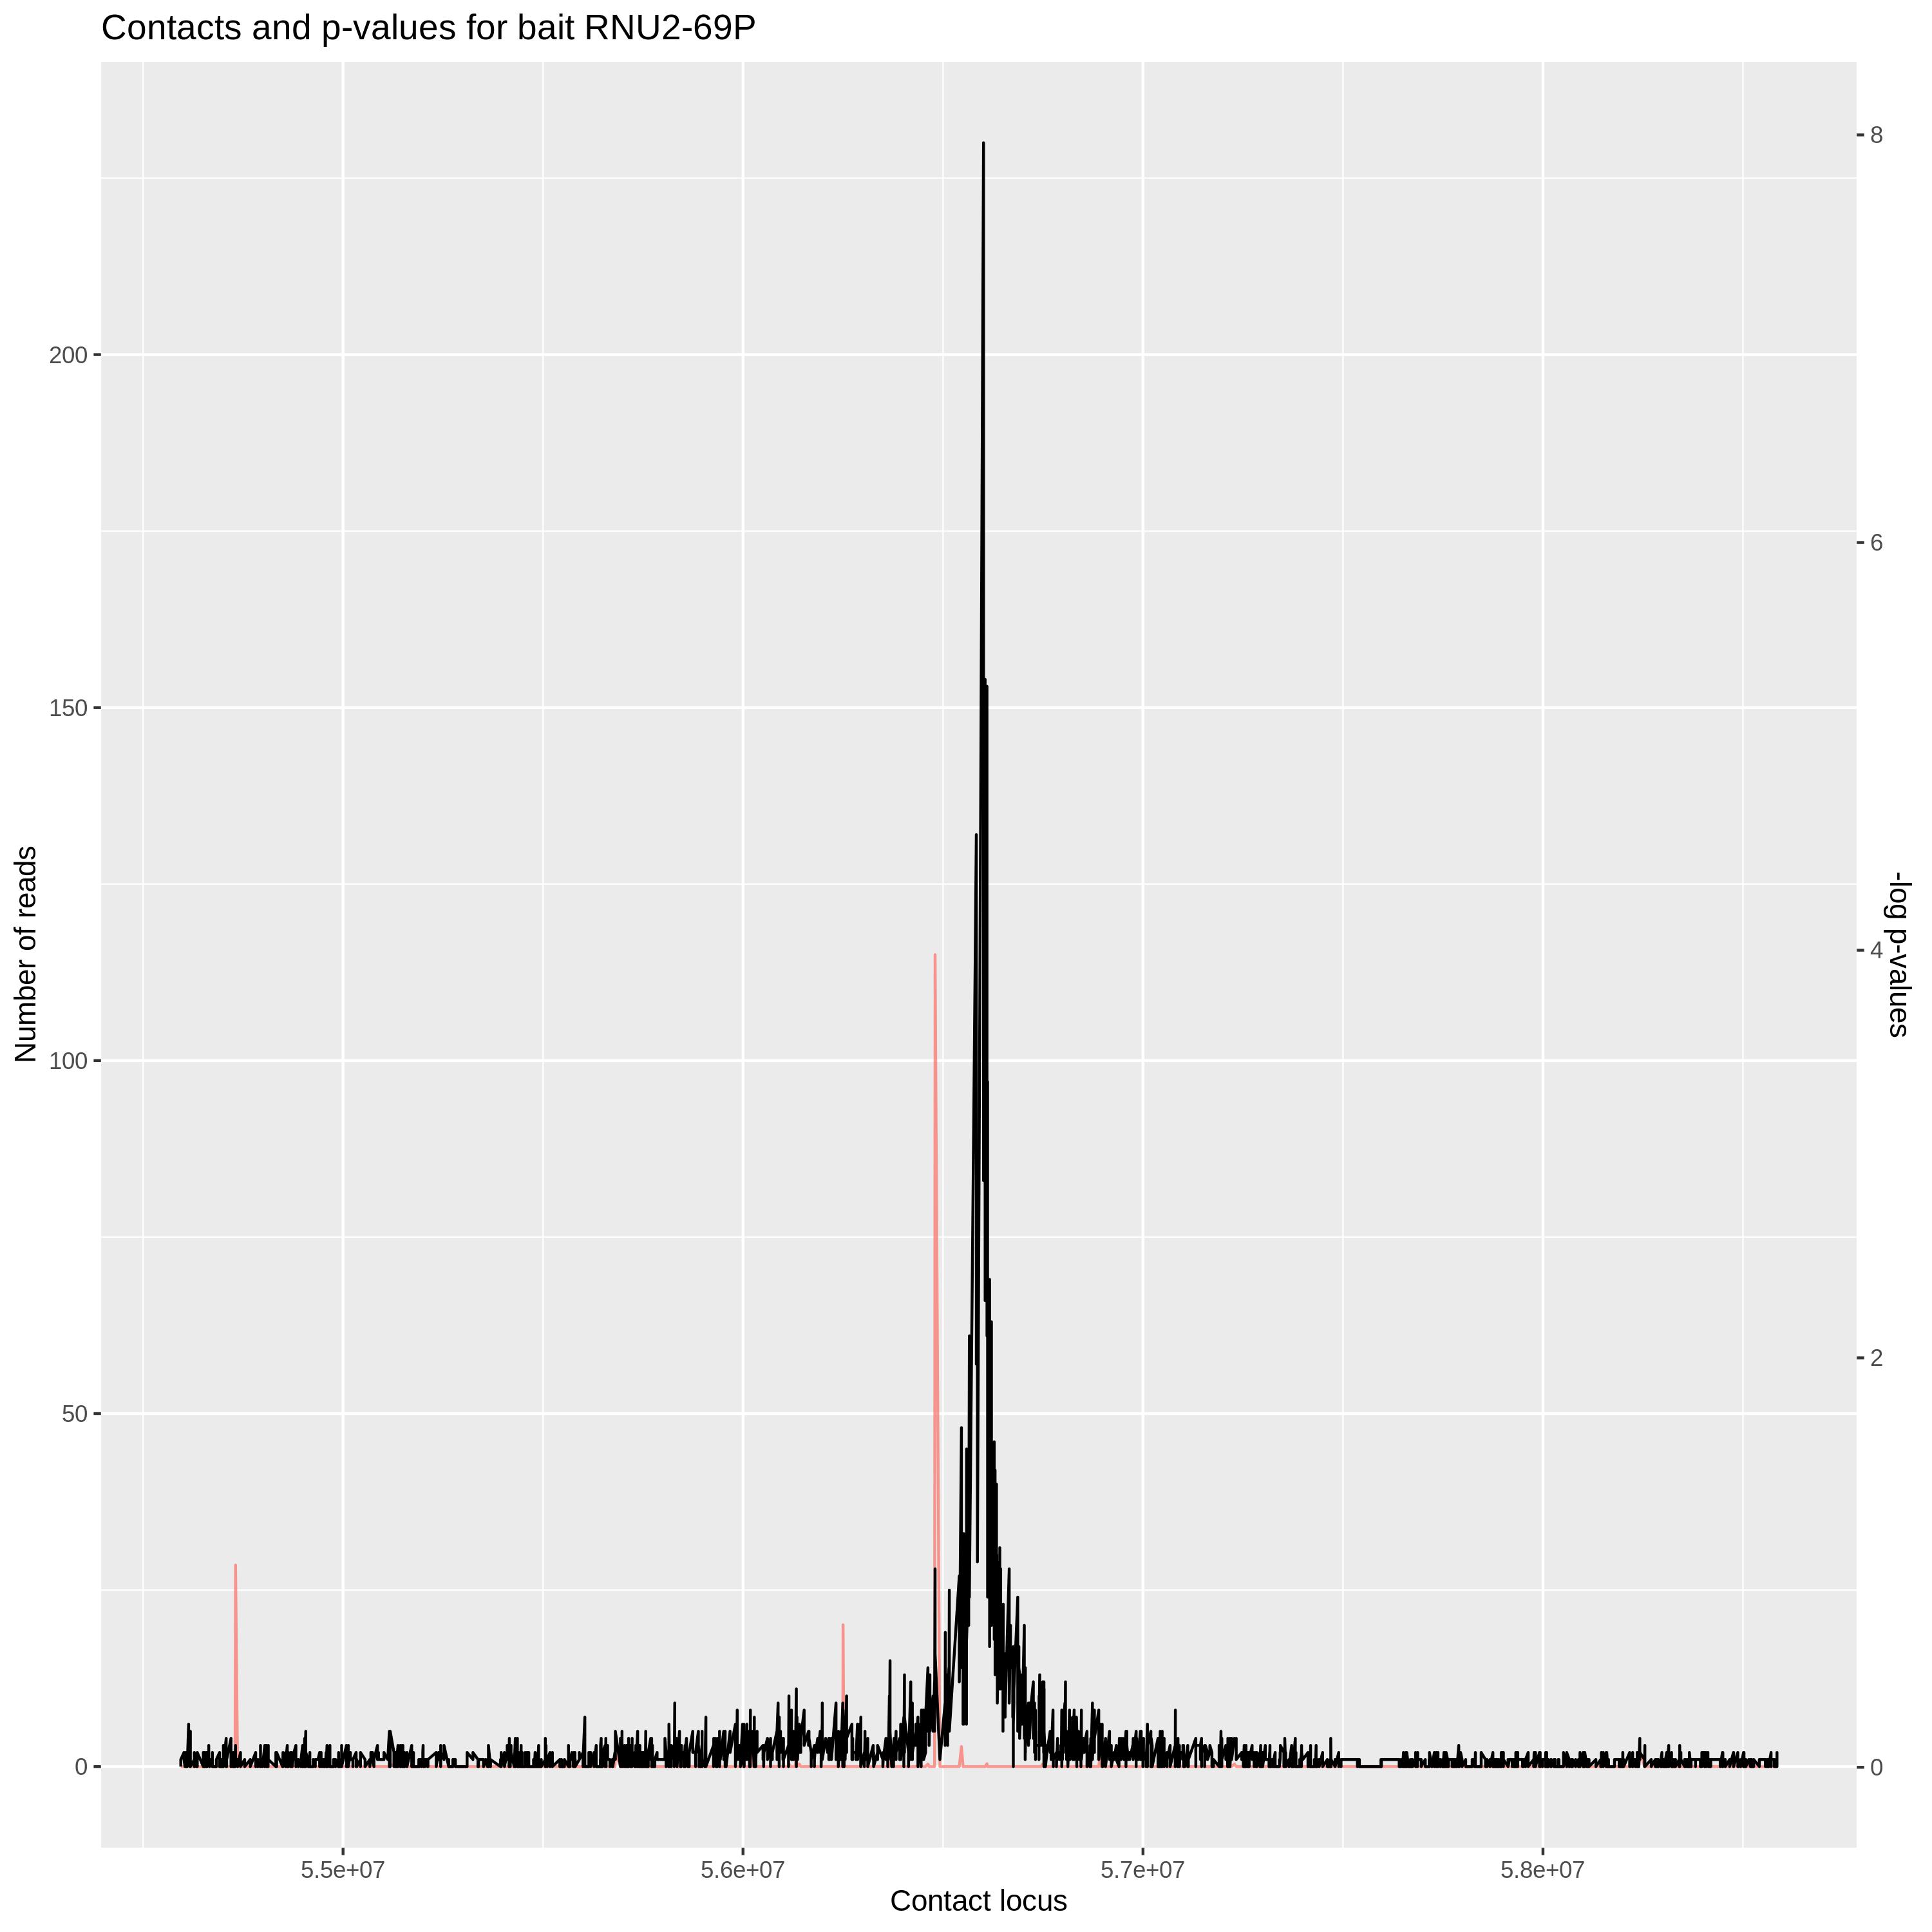 Contacts and p-values for bait RNU2-69P
Number of reads
200
150
100
50
0
8
6
4
2
0
-log p-values
5.5e+07
5.6e+07
5.7e+07
5.8e+07
Contact locus